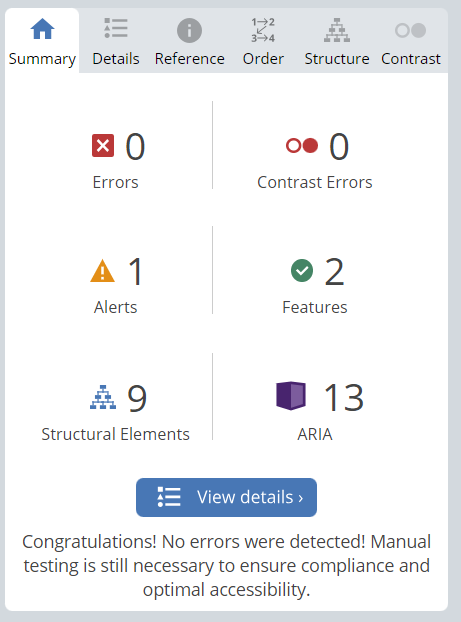 1→2
3→4
Summary Details Reference Order Structure Contrast
0 0
Errors Contrast Errors
1 2
Alerts Features
9 13
Structural Elements ARIA
View details ›
Congratulations! No errors were detected! Manual
testing is still necessary to ensure compliance and
optimal accessibility.